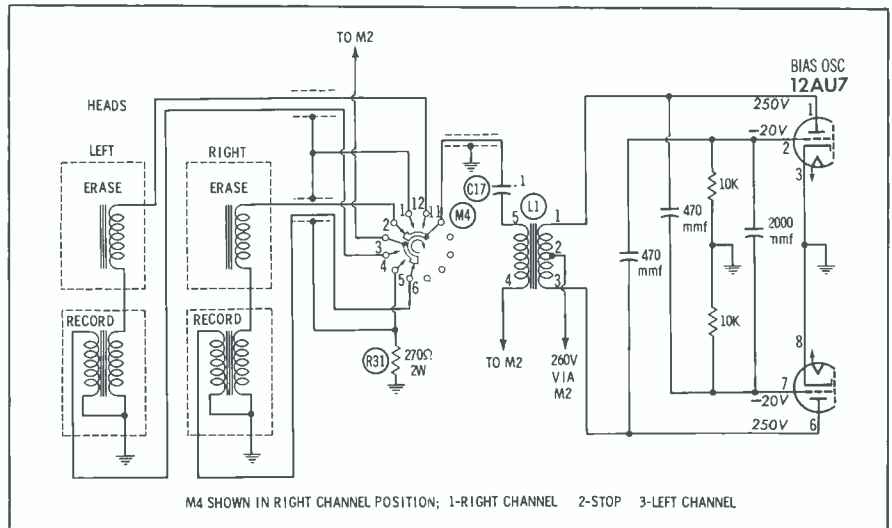 TO M2
BIAS OSC
12AU7
250V
1
HEADS
-20V
LEFT
RIGHT
2
ERASE
ERASE
C17
.1
3
10K
1
12
11
M4
L1
2
5
1
470
mmf
2000
mmf
3
2
470
mmf
4
5
6
4
3
RECORD
RECORD
10K
8
R31
270Ω
2W
TO M2
260V
VIA
M2
7
-20V
250V
6
M4 SHOWN IN RIGHT CHANNEL POSITION; 1-RIGHT CHANNEL 2-STOP 3-LEFT CHANNEL